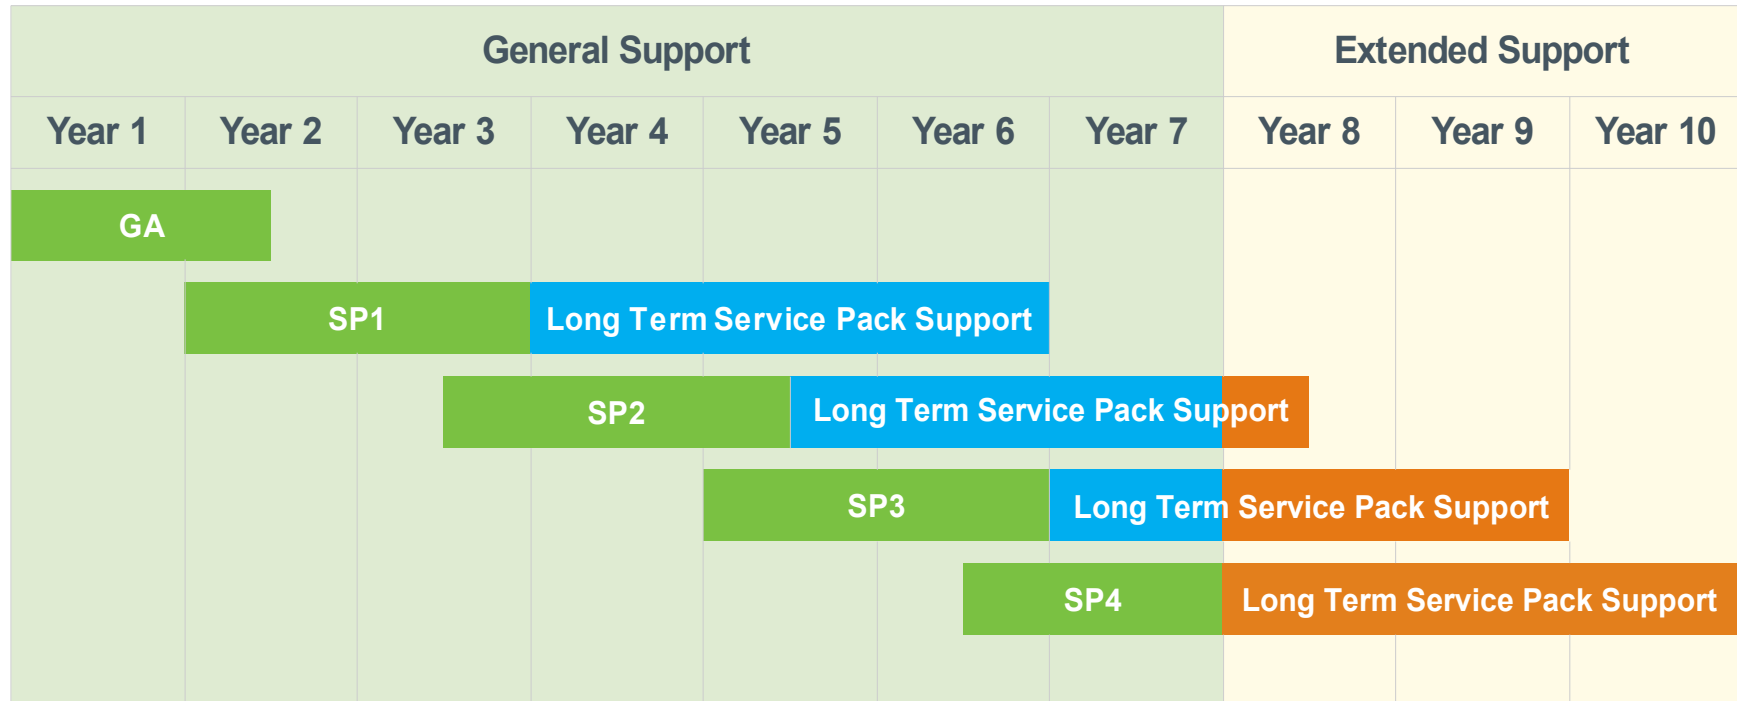 General Support
Extended Support
Year 1
Year 2
Year 3
Year 4
Year 5
Year 6
Year 7
Year 8
Year 9
Year 10
GA
SP1
Long Term Service Pack Support
SP2
Long Term Service Pack Support
SP3
Long Term Service Pack Support
SP4
Long Term Service Pack Support